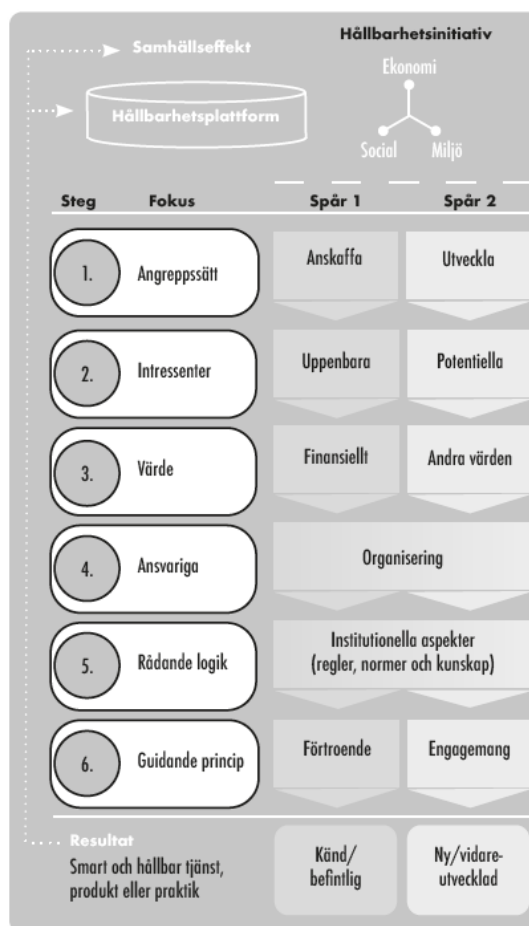 Samhällseffekt
Hållbarhetsinitiativ
Ekonomi
Hållbarhetsplattform
Social
Miljö
Steg
Fokus
Spår 1
Spår 2
1.
Angreppssätt
Anskaffa
Utveckla
2.
Intressenter
Uppenbara
Potentiella
3.
Värde
Finansiellt
Andra värden
4.
Ansvariga
Organisering
5.
Rådande logik
Institutionella aspekter
(regler, normer och kunskap)
6.
Guidande princip
Förtroende
Engagemang
Resultat
Smart och hållbar tjänst,
produkt eller praktik
Känd/
befintlig
Ny/vidare-
utvecklad